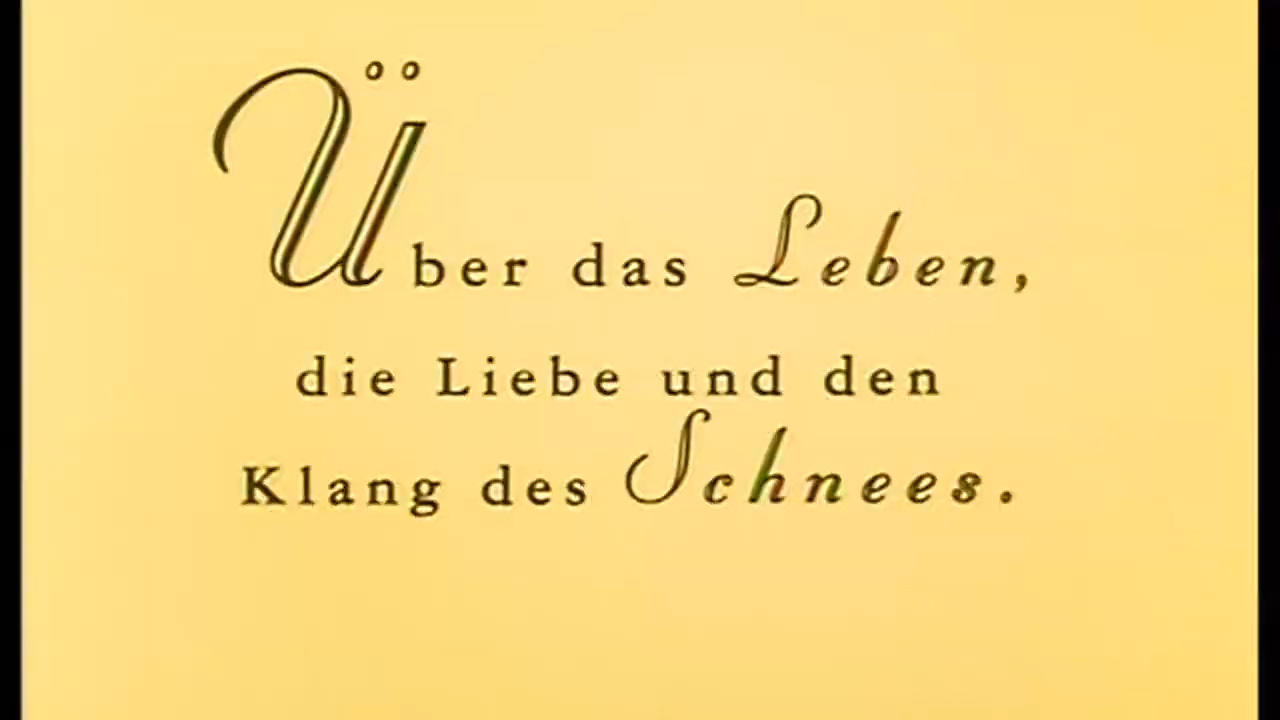 Über das Leben,
die Liebe und den
Klang des Schnees.